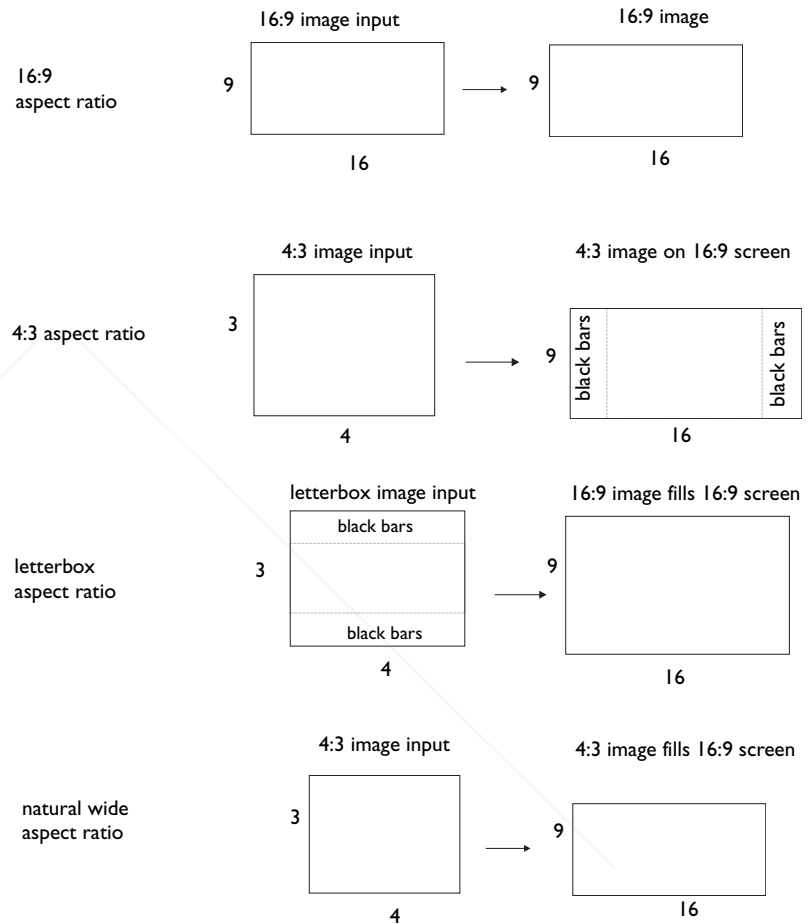 16:9 image input
16:9 image
16:9
aspect ratio
9
9
16
16
4:3 image input
4:3 image on 16:9 screen
4:3 aspect ratio
3
9
black bars
black bars
4
16
letterbox image input
16:9 image fills 16:9 screen
black bars
letterbox
aspect ratio
3
9
black bars
4
16
4:3 image input
4:3 image fills 16:9 screen
natural wide
aspect ratio
3
9
4
16